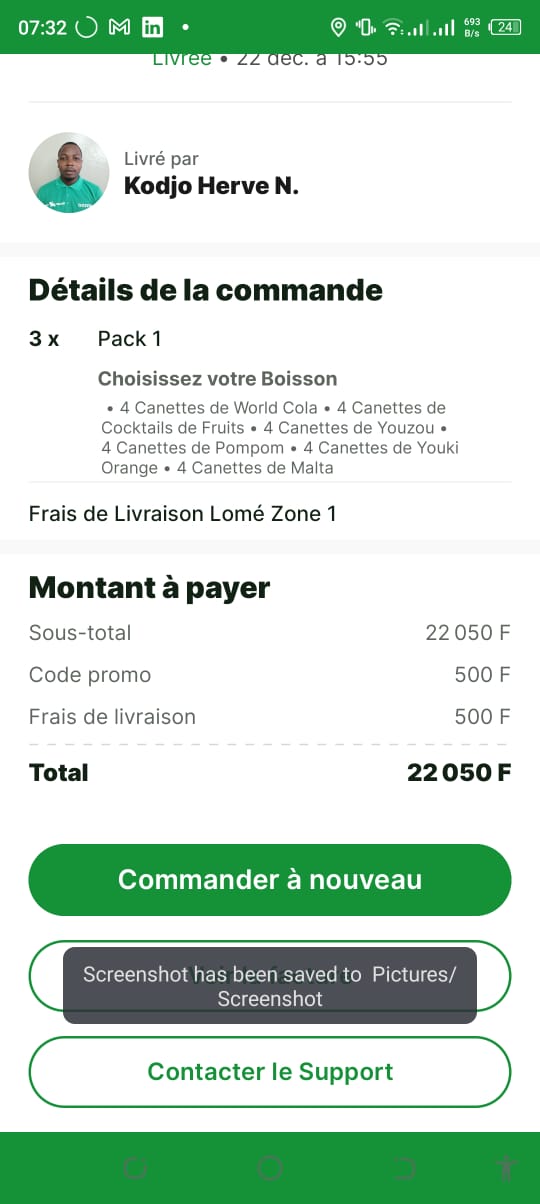 07:32
693
B/s
24
Livrée • 22 déc. à 15:55
Livré par
Kodjo Herve N.
Détails de la commande
3 x Pack 1
Choisissez votre Boisson
• 4 Canettes de World Cola • 4 Canettes de
Cocktails de Fruits • 4 Canettes de Youzou •
4 Canettes de Pompom • 4 Canettes de Youki
Orange • 4 Canettes de Malta
Frais de Livraison Lomé Zone 1
Montant à payer
Sous-total 22 050 F
Code promo 500 F
Frais de livraison 500 F
Total 22 050 F
Commander à nouveau
Screenshot has been saved to Pictures/
Screenshot
Contacter le Support